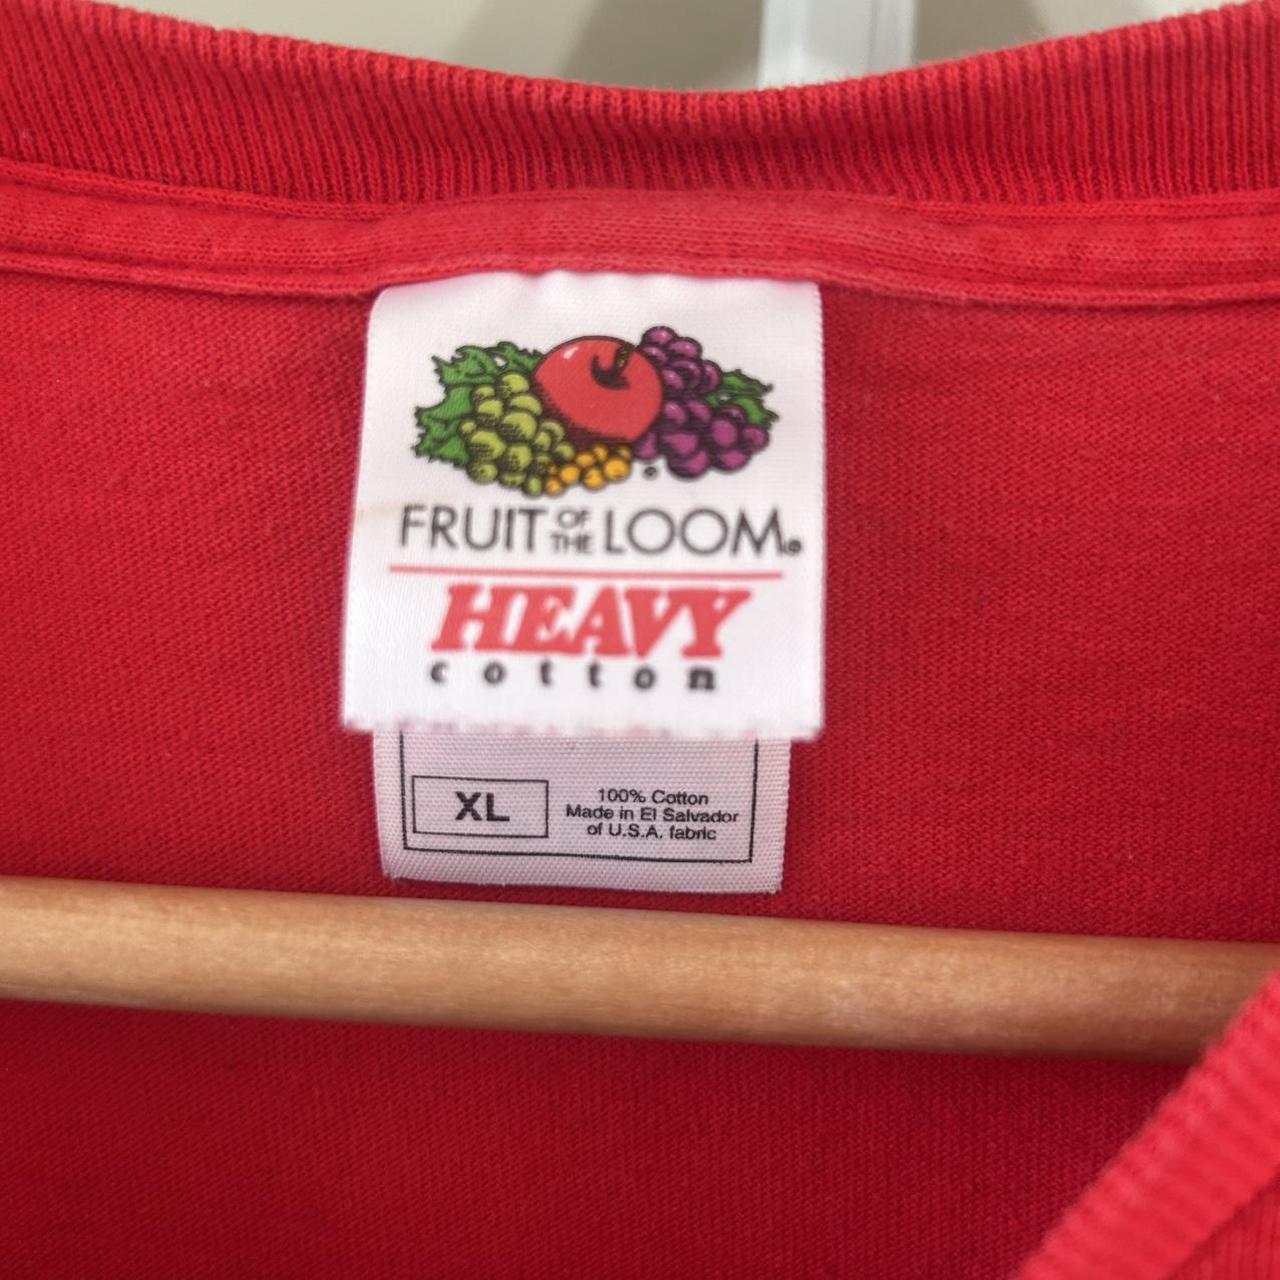 FRUIT OF THE LOOM®
HEAVY
cotton
XL
100% Cotton
Made in El Salvador
of U.S.A. fabric